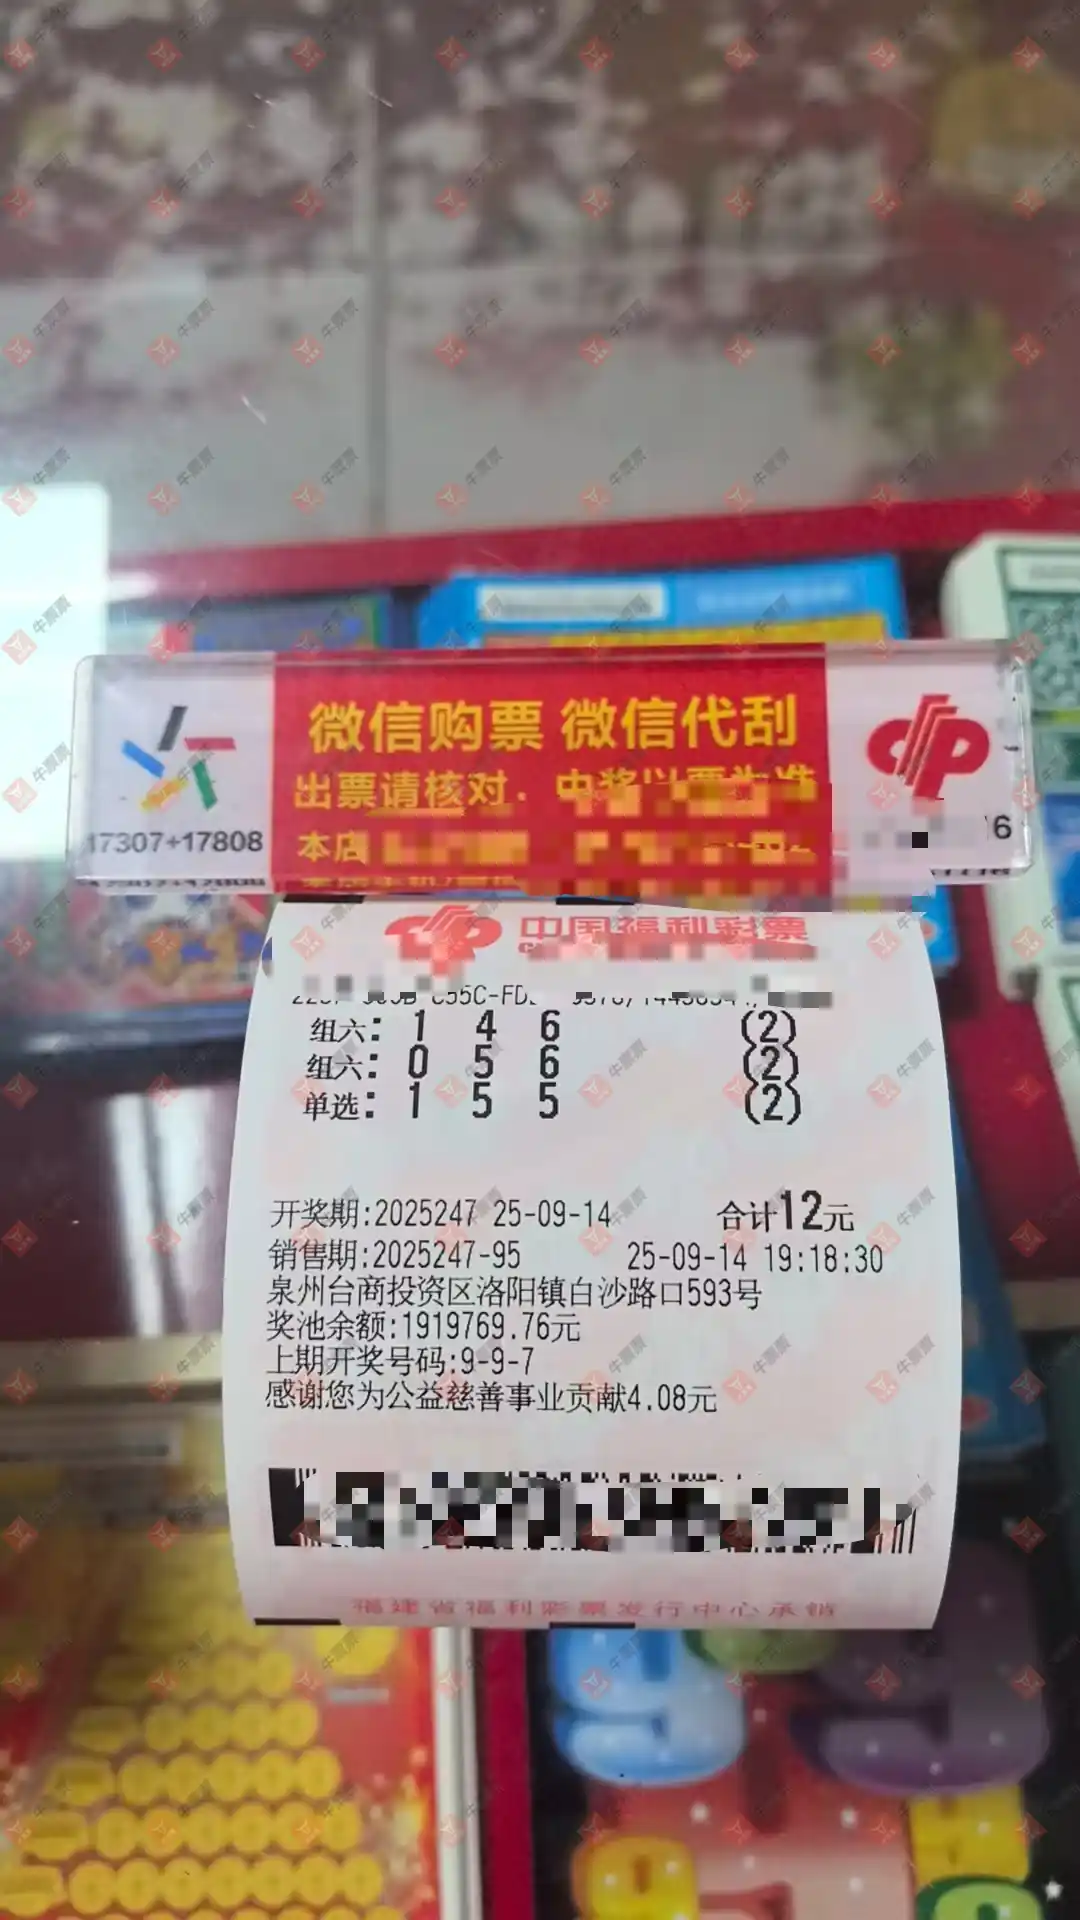 微信购票 微信代刮
出票请核对.
本店
17307+17808
6
中国福利彩票
组六: 1 4 6 (2)
组六: 0 5 6 (2)
单选: 1 5 5 (2)
开奖期:2025247 25-09-14 合计12元
销售期:2025247-95 25-09-14 19:18:30
泉州台商投资区洛阳镇白沙路口593号
奖池余额:1919769.76元
上期开奖号码:9-9-7
感谢您为公益慈善事业贡献4.08元
福建省福利彩票发行中心承销
牛票票